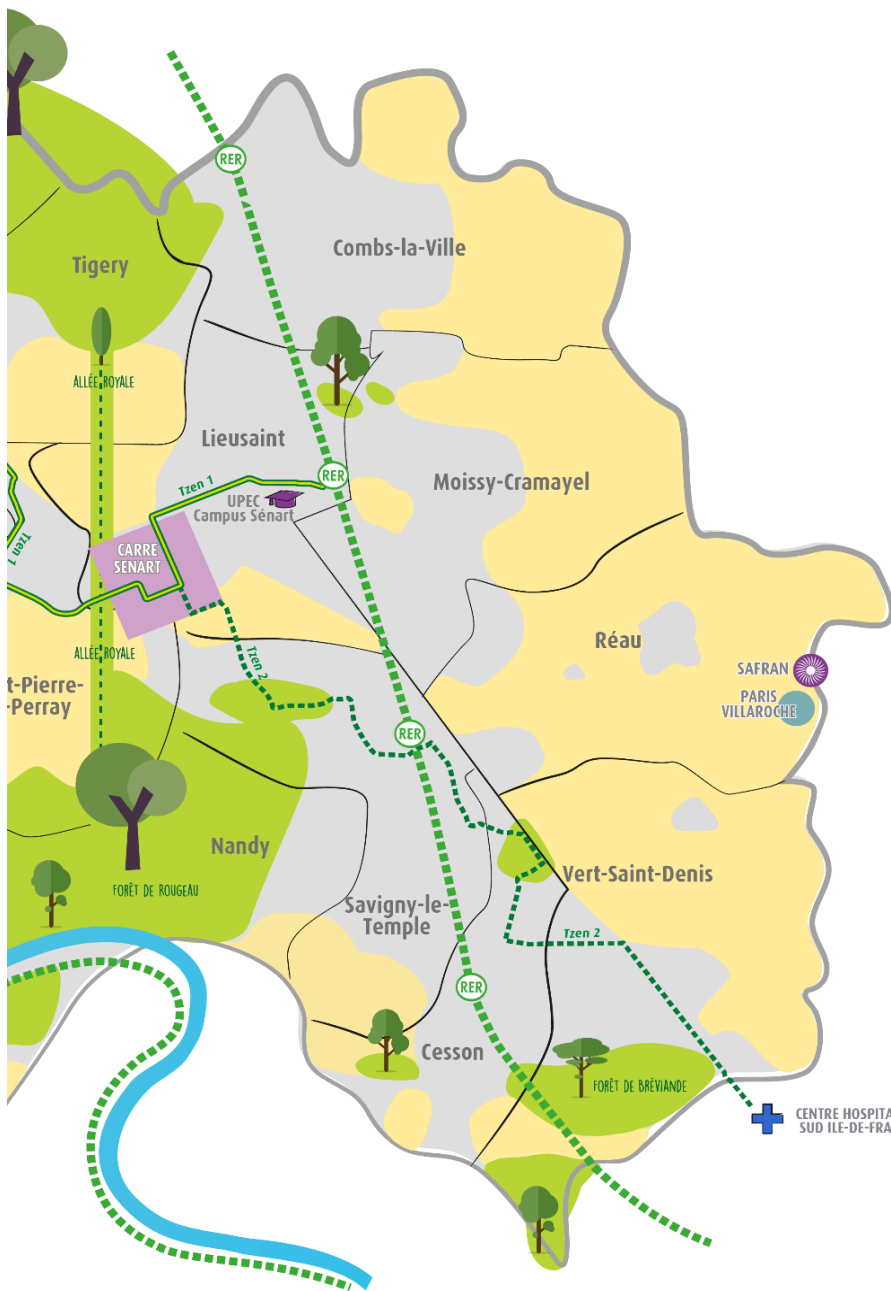 RER
Combs-la-Ville
Tigery
ALLÉE ROYALE
Lieusaint
RER
Tzen 1
Moissy-Cramayel
UPEC
Campus Sénart
Tzen 1
CARRE
SENART
Réau
ALLÉE ROYALE
Tzen 2
SAFRAN
t-Pierre-
-Perray
PARIS
VILLAROCHE
RER
Nandy
Vert-Saint-Denis
FORÊT DE ROUGEAU
Savigny-le-
Temple
Tzen 2
RER
Cesson
FORÊT DE BRÉVIANDE
CENTRE HOSPITA
SUD ILE-DE-FRA